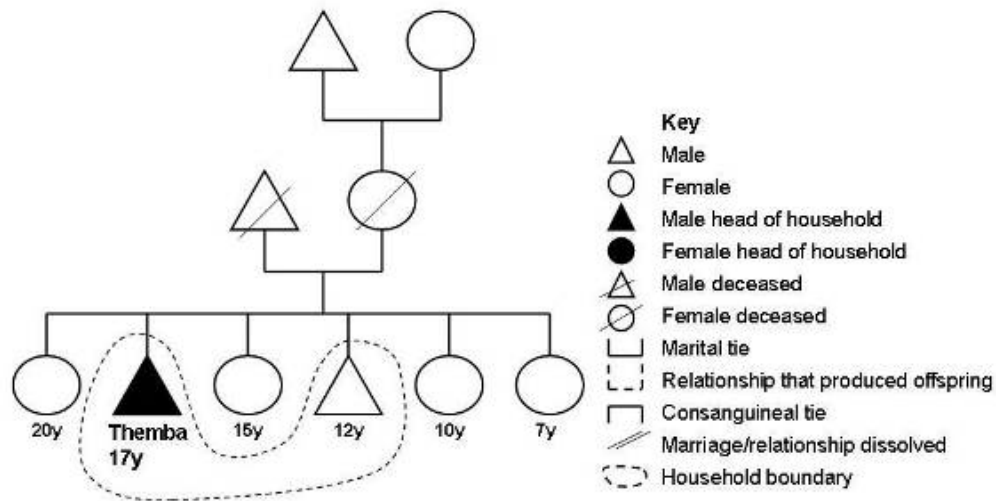 Key
Male
Female
Male head of household
Female head of household
Male deceased
Female deceased
Marital tie
Relationship that produced offspring
Consanguineal tie
Marriage/relationship dissolved
Household boundary
20y
Themba
17y
15y
12y
10y
7y